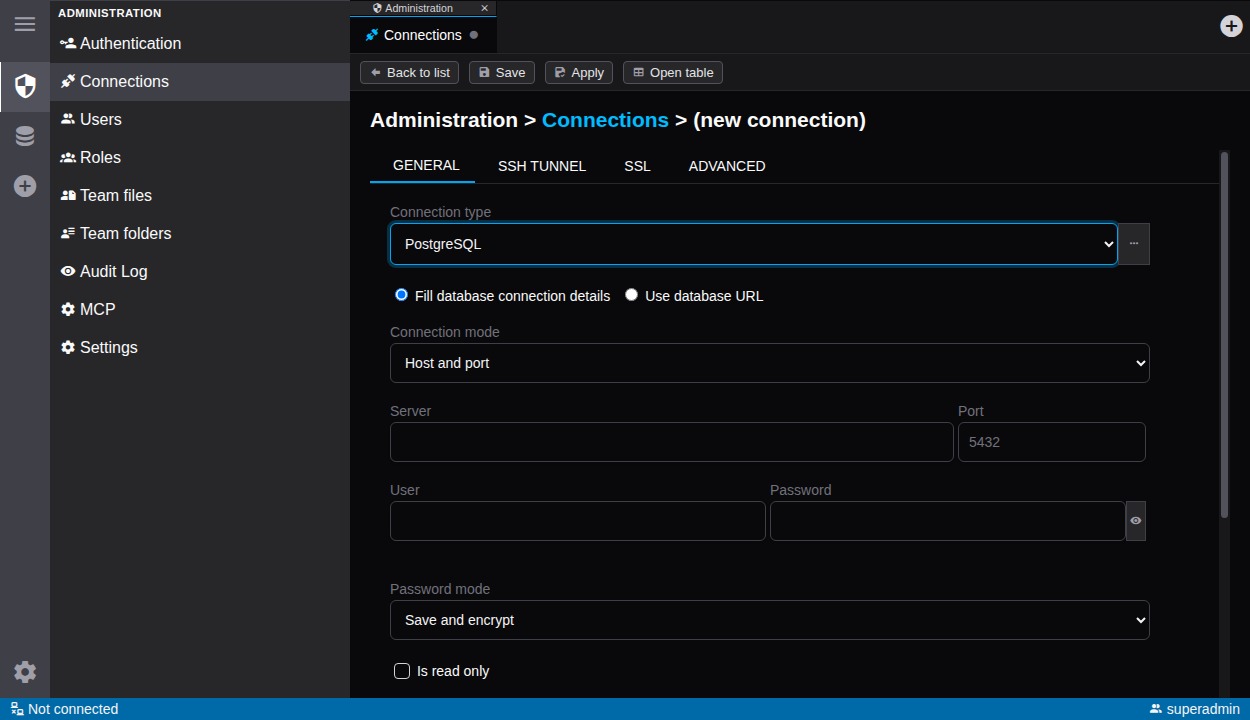 ADMINISTRATION
Authentication
Connections
Users
Roles
Team files
Team folders
Audit Log
MCP
Settings
Administration
Connections
Back to list Save Apply Open table
Administration > Connections > (new connection)
GENERAL SSH TUNNEL SSL ADVANCED
Connection type
PostgreSQL
Fill database connection details Use database URL
Connection mode
Host and port
Server Port
5432
User Password
Password mode
Save and encrypt
Is read only
Not connected superadmin